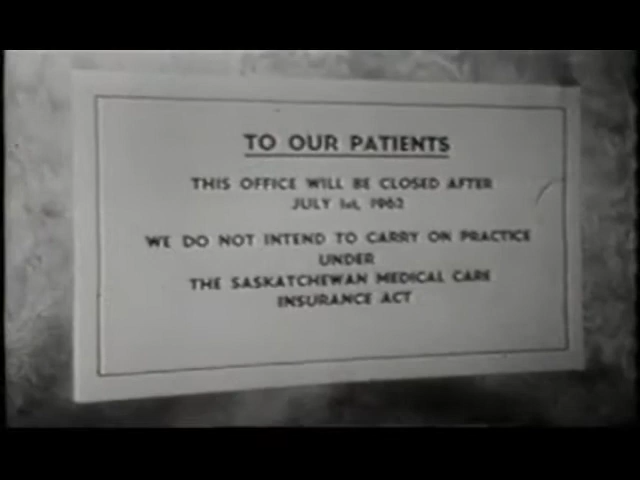 TO OUR PATIENTS
THIS OFFICE WILL BE CLOSED AFTER
JULY 1st, 1962
WE DO NOT INTEND TO CARRY ON PRACTICE
UNDER
THE SASKATCHEWAN MEDICAL CARE
INSURANCE ACT